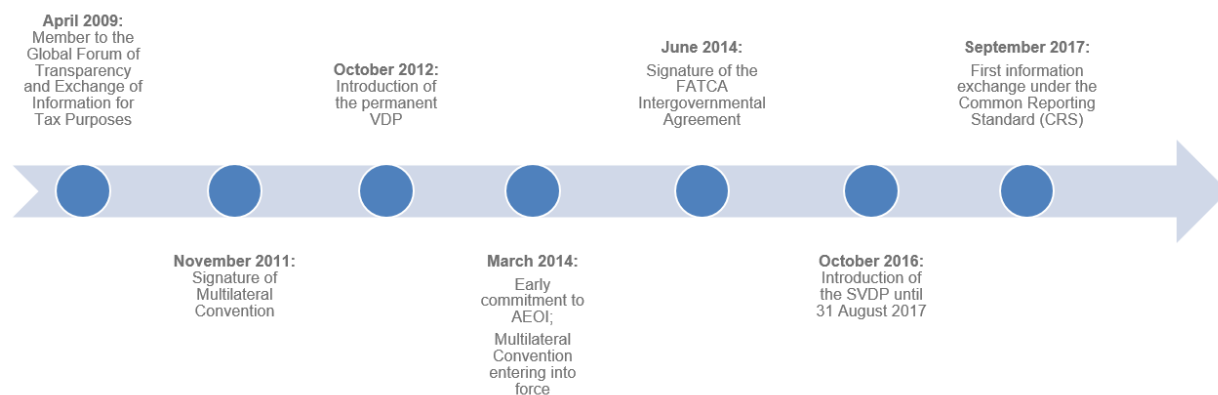 April 2009:
Member to the
Global Forum of
Transparency
and Exchange of
Information for
Tax Purposes
November 2011:
Signature of
Multilateral
Convention
October 2012:
Introduction of
the permanent
VDP
March 2014:
Early
commitment to
AEOI;
Multilateral
Convention
entering into
force
June 2014:
Signature of the
FATCA
Intergovernmental
Agreement
October 2016:
Introduction of
the SVDP until
31 August 2017
September 2017:
First information
exchange under the
Common Reporting
Standard (CRS)